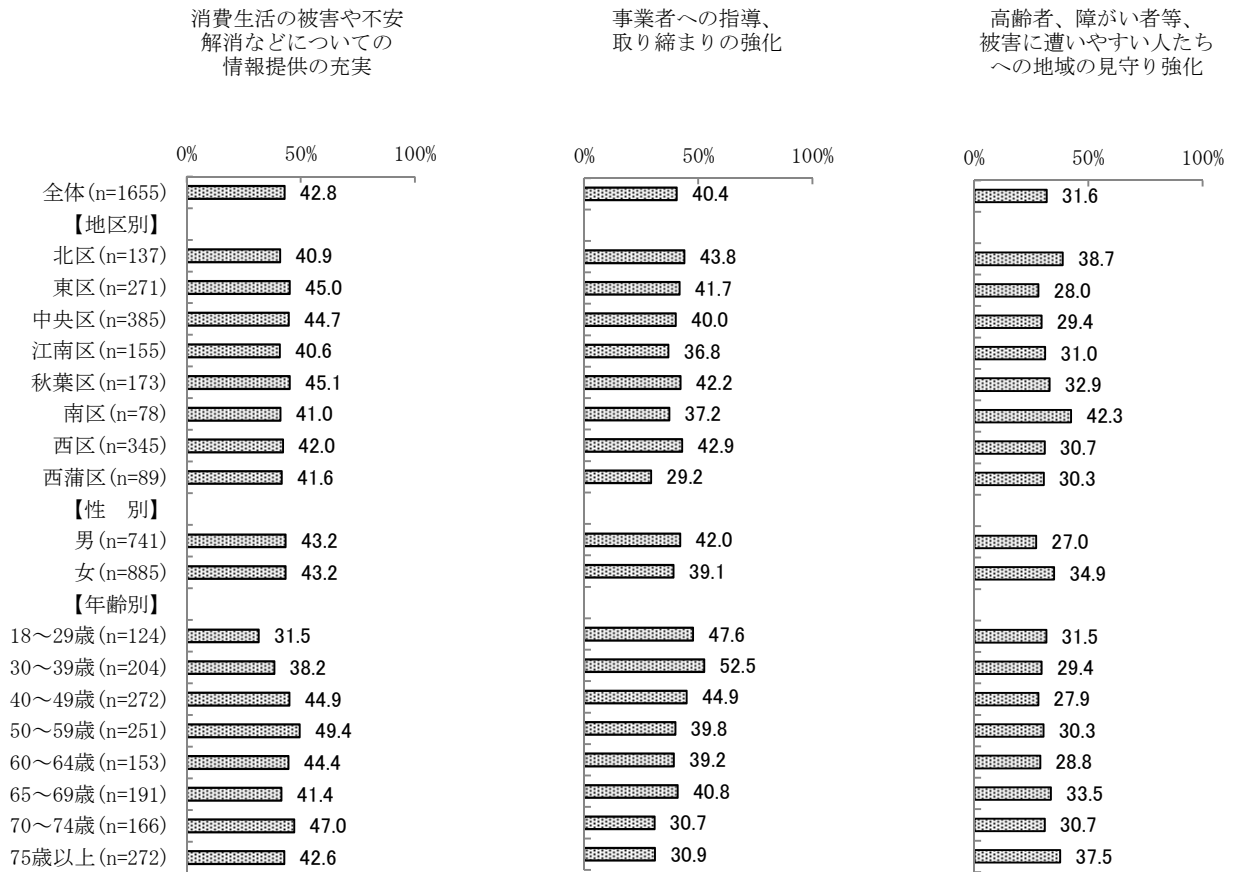 消費生活の被害や不安
解消などについての
情報提供の充実
事業者への指導、
取り締まりの強化
高齢者、障がい者等、
被害に遭いやすい人たち
への地域の見守り強化
0% 50% 100% 0% 50% 100% 0% 50% 100%
全体(n=1655) 42.8 40.4 31.6
【地区別】
北区(n=137) 40.9 43.8 38.7
東区(n=271) 45.0 41.7 28.0
中央区(n=385) 44.7 40.0 29.4
江南区(n=155) 40.6 36.8 31.0
秋葉区(n=173) 45.1 42.2 32.9
南区(n=78) 41.0 37.2 42.3
西区(n=345) 42.0 42.9 30.7
西蒲区(n=89) 41.6 29.2 30.3
【性　別】
男(n=741) 43.2 42.0 27.0
女(n=885) 43.2 39.1 34.9
【年齢別】
18～29歳(n=124) 31.5 47.6 31.5
30～39歳(n=204) 38.2 52.5 29.4
40～49歳(n=272) 44.9 44.9 27.9
50～59歳(n=251) 49.4 39.8 30.3
60～64歳(n=153) 44.4 39.2 28.8
65～69歳(n=191) 41.4 40.8 33.5
70～74歳(n=166) 47.0 30.7 30.7
75歳以上(n=272) 42.6 30.9 37.5